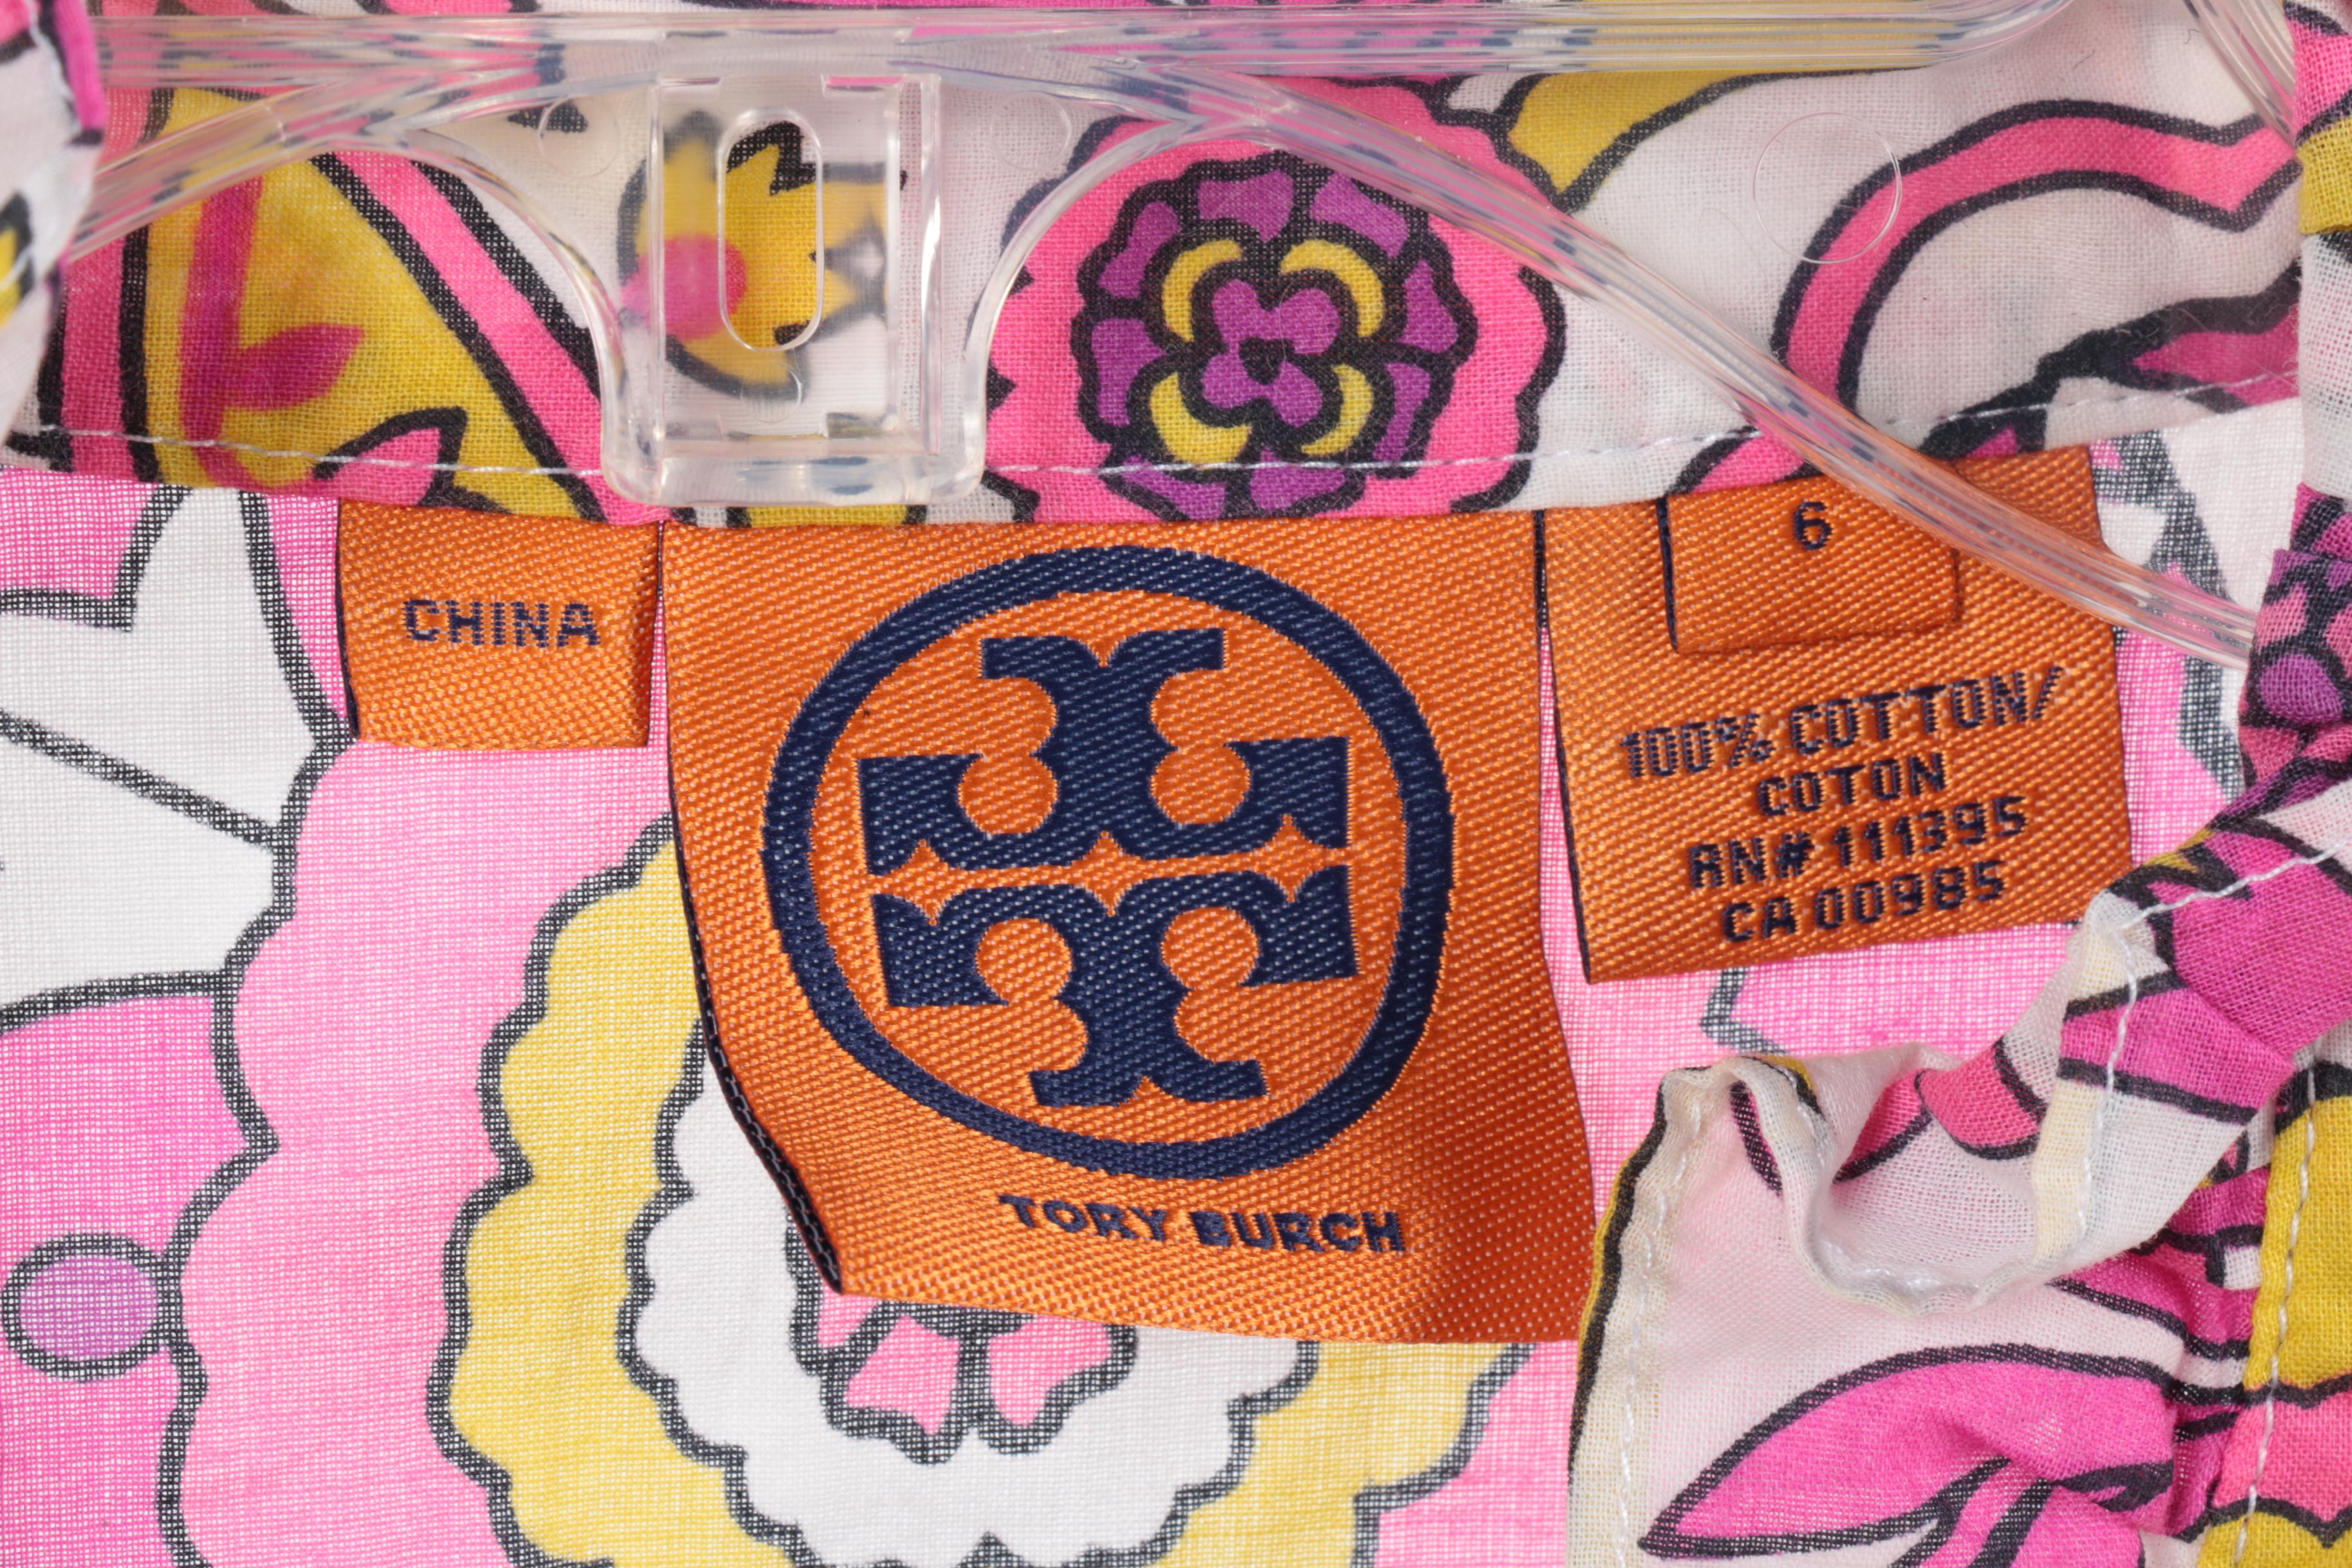 CHINA
TORY BURCH
6
100% COTTON/
COTON
RN# 111395
CA 00985